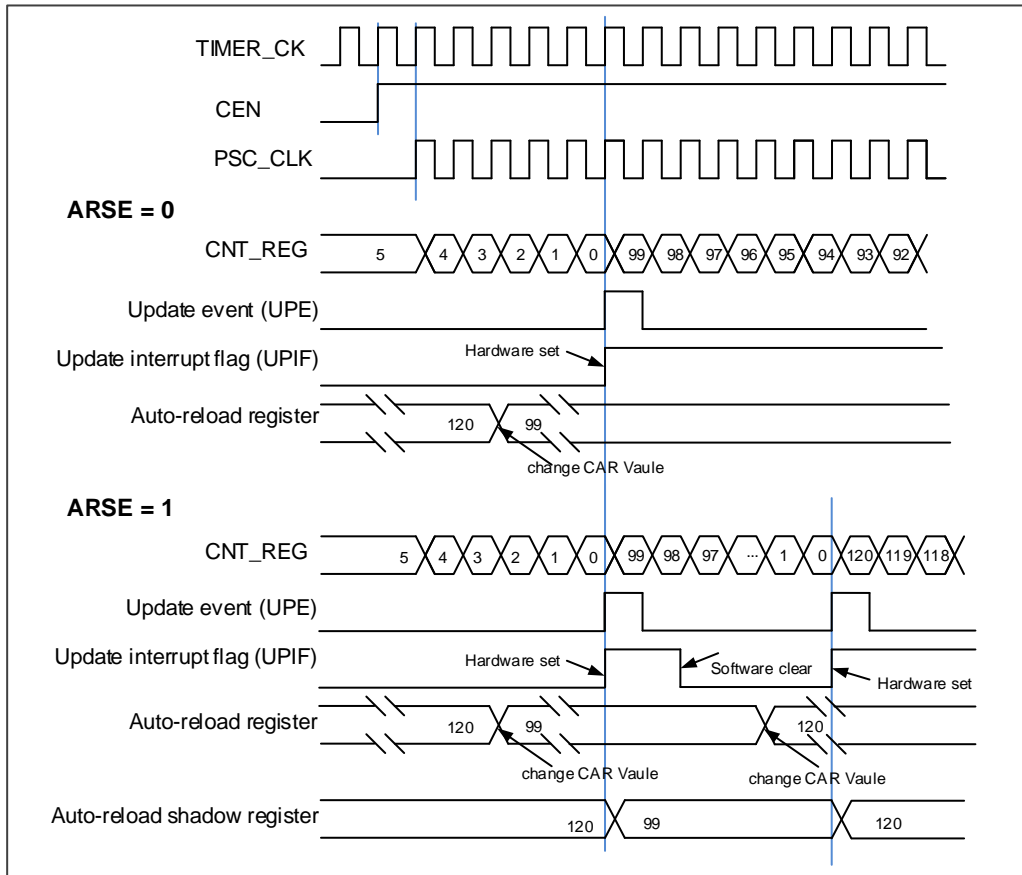 TIMER_CK
CEN
PSC_CLK
ARSE = 0
CNT_REG 5 4 3 2 1 0 99 98 97 96 95 94 93 92
Update event (UPE)
Update interrupt flag (UPIF) Hardware set
Auto-reload register 120 99
change CAR Vaule
ARSE = 1
CNT_REG 5 4 3 2 1 0 99 98 97 ... 1 0 120 119 118
Update event (UPE)
Update interrupt flag (UPIF) Hardware set Software clear Hardware set
Auto-reload register 120 99 120
change CAR Vaule change CAR Vaule
Auto-reload shadow register 120 99 120